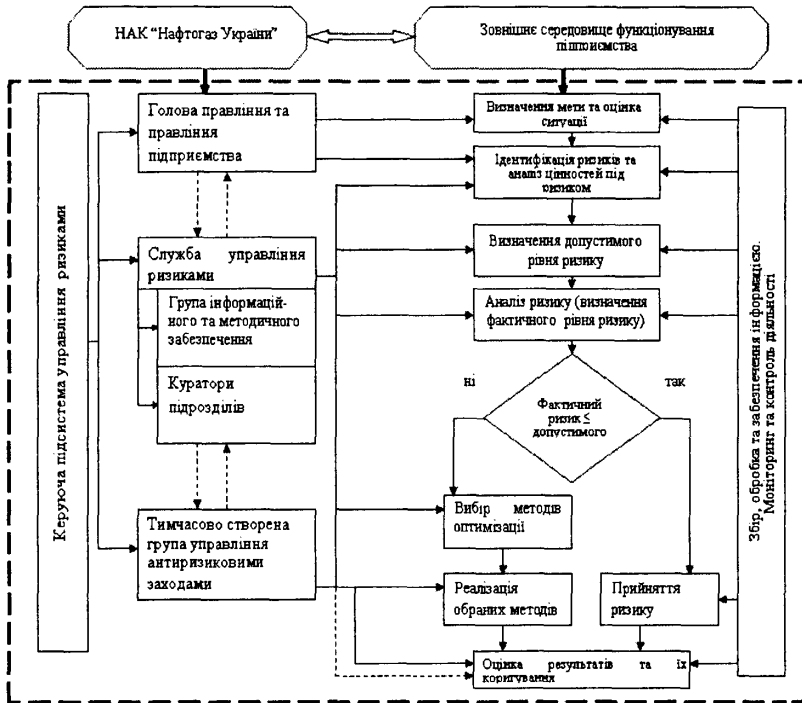 НАК “Нафтогаз України”
Зовнішнє середовище функціонування
підприємства
Керуюча підсистема управління ризиками
Голова правління та
правління
підприємства
Служба управління
ризиками
Група інформацій-
ного та методичного
забезпечення
Куратори
підрозділів
Тимчасово створена
група управління
антиризиковими
заходами
Визначення мети та оцінка
ситуації
Ідентифікація ризиків та
аналіз цінностей під
ризиком
Визначення допустимого
рівня ризику
Аналіз ризику (визначення
фактичного рівня ризику)
ні
так
Фактичний
ризик ≤
допустимого
Вибір методів
оптимізації
Реалізація
обраних методів
Прийняття
ризику
Оцінка результатів та їх
коригування
Збір, обробка та забезпечення інформацією.
Моніторинг та контроль діяльності